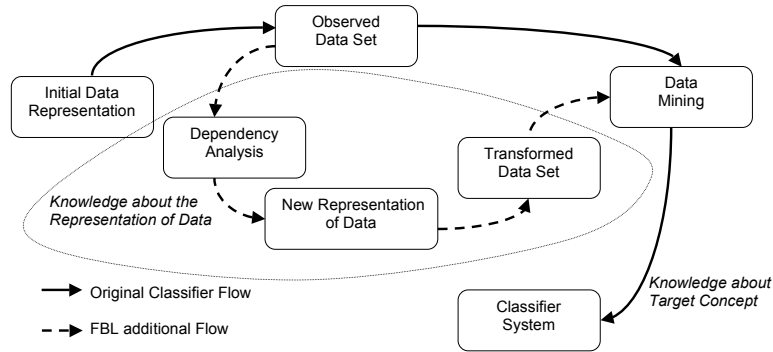 Observed
Data Set
Initial Data
Representation
Data
Mining
Dependency
Analysis
Transformed
Data Set
Knowledge about the
Representation of Data
New Representation
of Data
Knowledge about
Target Concept
Original Classifier Flow
Classifier
System
FBL additional Flow